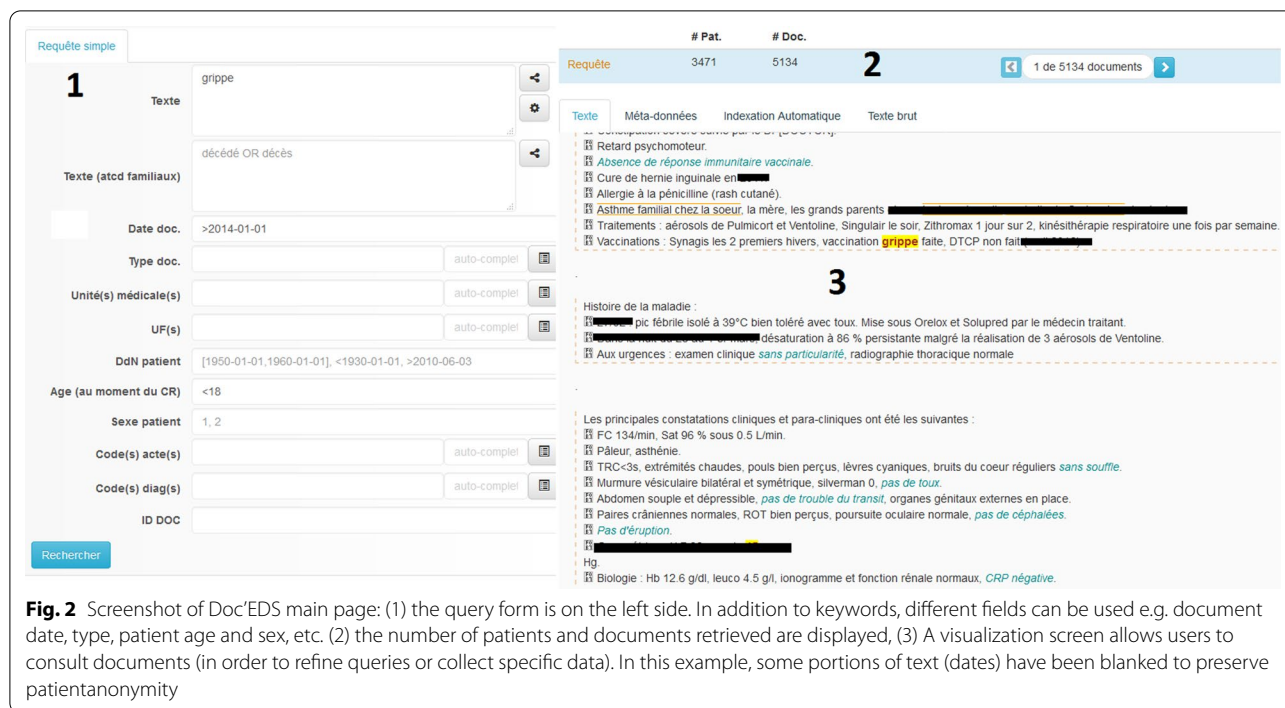 Requête simple
1
Texte
grippe
Texte (atcd familiaux)
décédé OR décès
Date doc.
>2014-01-01
Type doc.
auto-complet
Unité(s) médicale(s)
auto-complet
UF(s)
auto-complet
DdN patient
[1950-01-01,1960-01-01], <1930-01-01, >2010-06-03
Age (au moment du CR)
<18
Sexe patient
1, 2
Code(s) acte(s)
auto-complet
Code(s) diag(s)
auto-complet
ID DOC
Rechercher
# Pat. # Doc.
Requête 3471 5134 2 1 de 5134 documents
Texte Méta-données Indexation Automatique Texte brut
Retard psychomoteur.
Absence de réponse immunitaire vaccinale.
Cure de hernie inguinale en
Allergie à la pénicilline (rash cutané).
Asthme familial chez la soeur, la mère, les grands parents
Traitements : aérosols de Pulmicort et Ventoline, Singulair le soir, Zithromax 1 jour sur 2, kinésithérapie respiratoire une fois par semaine.
Vaccinations : Synagis les 2 premiers hivers, vaccination grippe faite, DTCP non fait
.
3
Histoire de la maladie :
pic fébrile isolé à 39°C bien toléré avec toux. Mise sous Orelox et Solupred par le médecin traitant.
désaturation à 86 % persistante malgré la réalisation de 3 aérosols de Ventoline.
Aux urgences : examen clinique sans particularité, radiographie thoracique normale
.
Les principales constatations cliniques et para-cliniques ont été les suivantes :
FC 134/min, Sat 96 % sous 0.5 L/min.
Pâleur, asthénie.
TRC<3s, extrémités chaudes, pouls bien perçus, lèvres cyaniques, bruits du coeur réguliers sans souffle.
Murmure vésiculaire bilatéral et symétrique, silverman 0, pas de toux.
Abdomen souple et dépressible, pas de trouble du transit, organes génitaux externes en place.
Paires crâniennes normales, ROT bien perçus, poursuite oculaire normale, pas de céphalées.
Pas d'éruption.
Hg.
Biologie : Hb 12.6 g/dl, leuco 4.5 g/l, ionogramme et fonction rénale normaux, CRP négative.
Fig. 2 Screenshot of Doc'EDS main page: (1) the query form is on the left side. In addition to keywords, different fields can be used e.g. document
date, type, patient age and sex, etc. (2) the number of patients and documents retrieved are displayed, (3) A visualization screen allows users to
consult documents (in order to refine queries or collect specific data). In this example, some portions of text (dates) have been blanked to preserve
patientanonymity